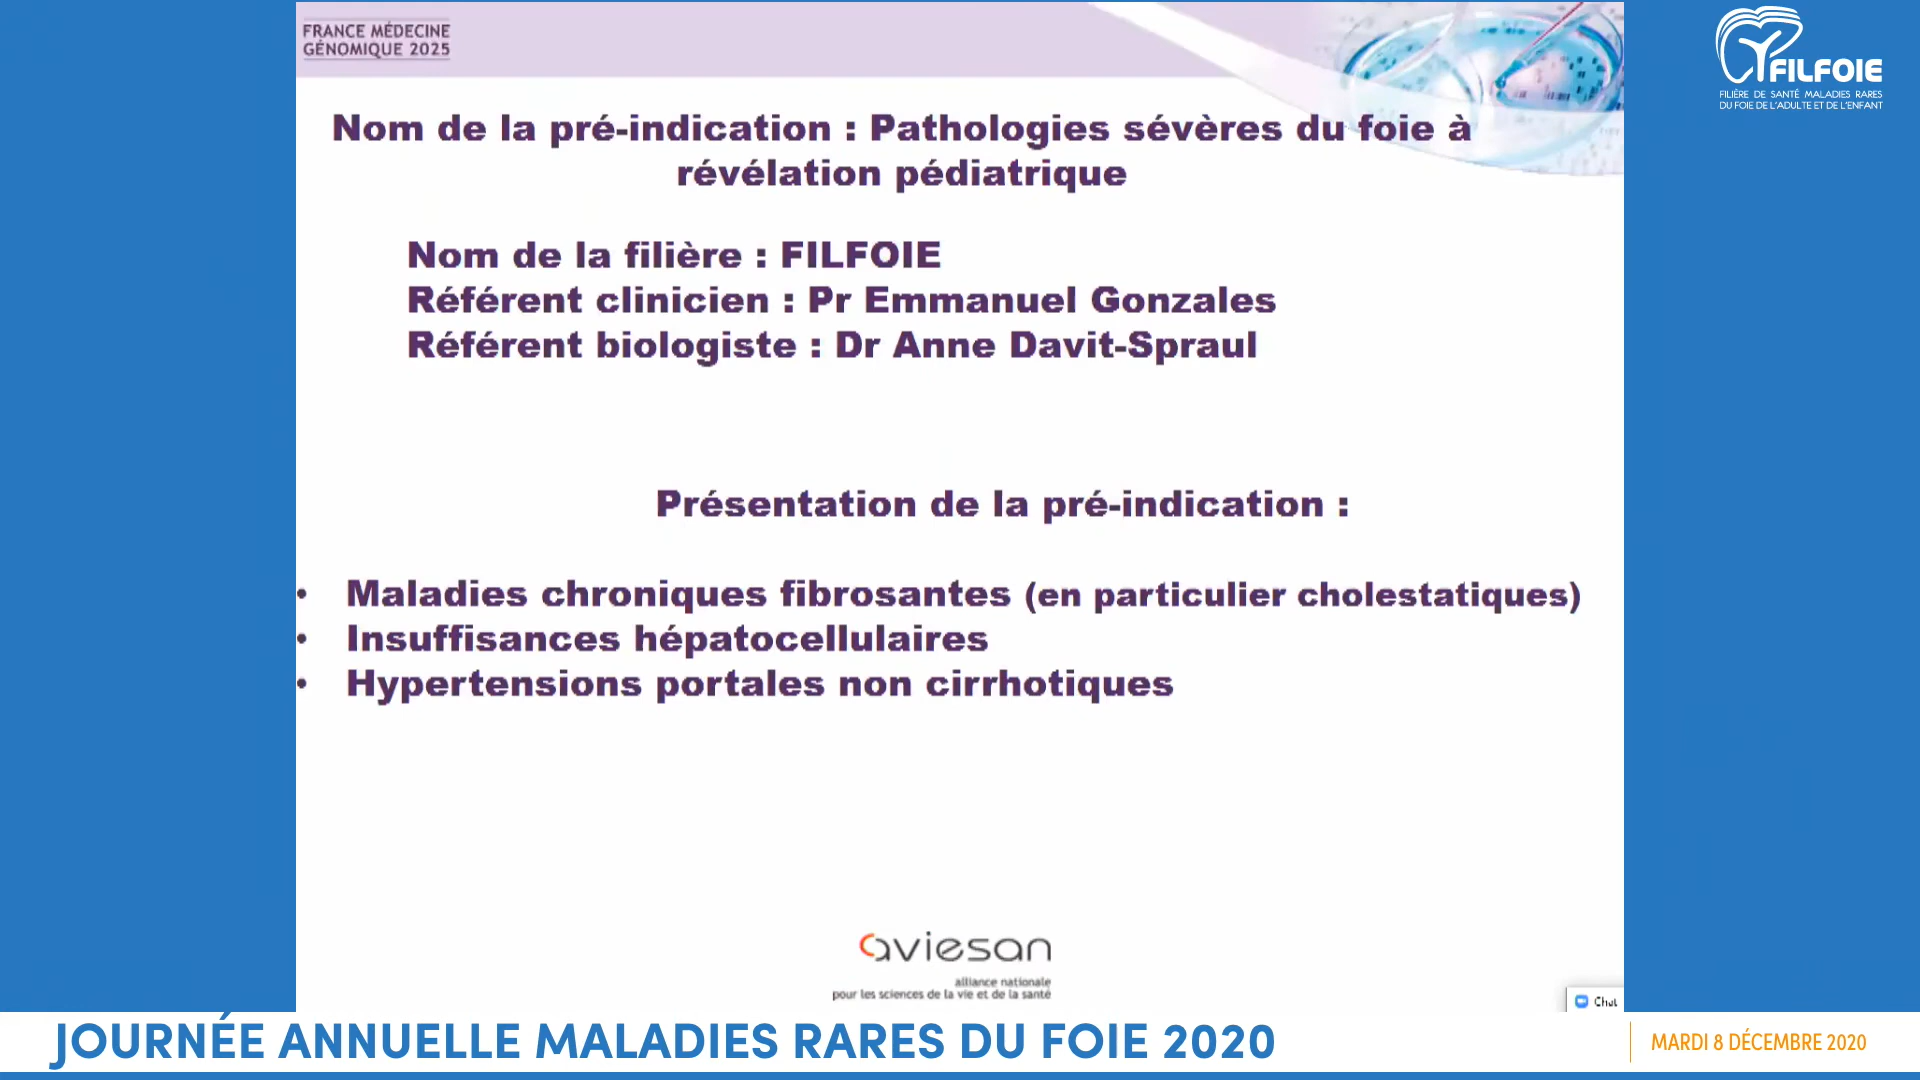 FRANCE MÉDECINE
GÉNOMIQUE 2025
FILFOIE
FILIÈRE DE SANTÉ MALADIES RARES
DU FOIE DE L'ADULTE ET DE L'ENFANT
Nom de la pré-indication : Pathologies sévères du foie à
révélation pédiatrique
Nom de la filière : FILFOIE
Référent clinicien : Pr Emmanuel Gonzales
Référent biologiste : Dr Anne Davit-Spraul
Présentation de la pré-indication :
• Maladies chroniques fibrosantes (en particulier cholestatiques)
• Insuffisances hépatocellulaires
• Hypertensions portales non cirrhotiques
aviesan
alliance nationale
pour les sciences de la vie et de la santé
Chat
JOURNÉE ANNUELLE MALADIES RARES DU FOIE 2020
MARDI 8 DÉCEMBRE 2020